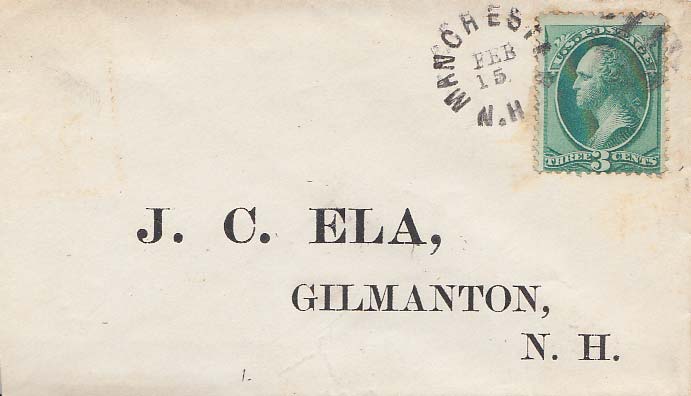 MANCHEST
FEB
15
N.H
U.S. POSTAGE
THREE 3 CENTS
J. C. ELA,
GILMANTON,
N. H.